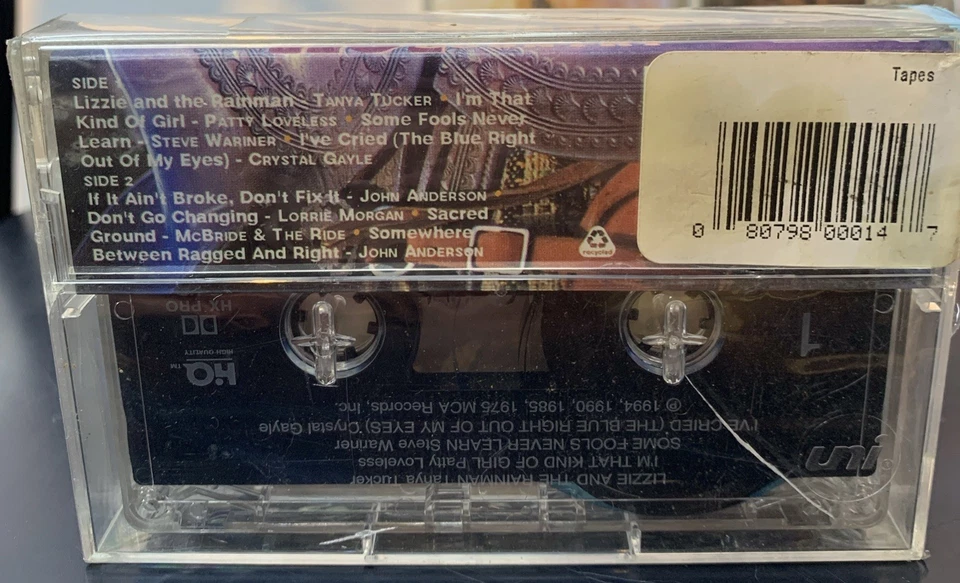 SIDE 1
Lizzie and the Rainman - TANYA TUCKER • I'm That
Kind Of Girl - PATTY LOVELESS • Some Fools Never
Learn - STEVE WARINER • I've Cried (The Blue Right
Out Of My Eyes) - CRYSTAL GAYLE
SIDE 2
If It Ain't Broke, Don't Fix It - JOHN ANDERSON •
Don't Go Changing - LORRIE MORGAN • Sacred
Ground - MCBRIDE & THE RIDE • Somewhere
Between Ragged And Right - JOHN ANDERSON
recycled
Tapes
0 80798 00014 7
1
HX PRO
HIGH QUALITY
HiQ™
LIZZIE AND THE RAINMAN Tanya Tucker
I'M THAT KIND OF GIRL Patty Loveless
SOME FOOLS NEVER LEARN Steve Wariner
I'VE CRIED (THE BLUE RIGHT OUT OF MY EYES) Crystal Gayle
℗ 1994, 1990, 1985, 1975 MCA Records, Inc.
uni